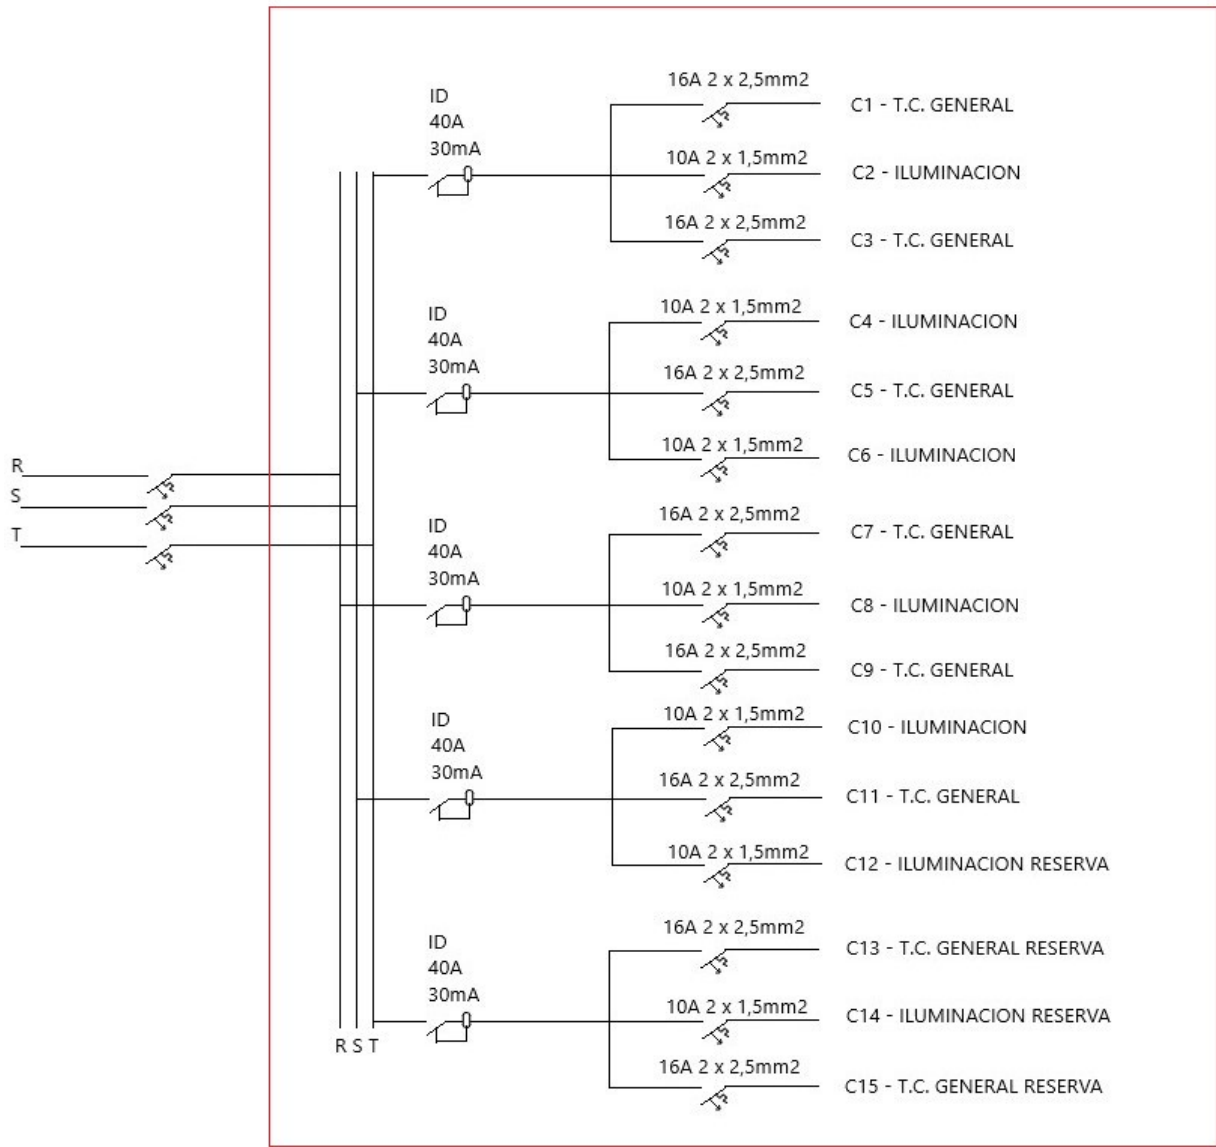 16A 2 x 2,5mm2
C1 - T.C. GENERAL
ID
40A
30mA
10A 2 x 1,5mm2
C2 - ILUMINACION
16A 2 x 2,5mm2
C3 - T.C. GENERAL
ID
40A
30mA
10A 2 x 1,5mm2
C4 - ILUMINACION
16A 2 x 2,5mm2
C5 - T.C. GENERAL
10A 2 x 1,5mm2
C6 - ILUMINACION
R
S
T
ID
40A
30mA
16A 2 x 2,5mm2
C7 - T.C. GENERAL
10A 2 x 1,5mm2
C8 - ILUMINACION
16A 2 x 2,5mm2
C9 - T.C. GENERAL
ID
40A
30mA
10A 2 x 1,5mm2
C10 - ILUMINACION
16A 2 x 2,5mm2
C11 - T.C. GENERAL
10A 2 x 1,5mm2
C12 - ILUMINACION RESERVA
ID
40A
30mA
16A 2 x 2,5mm2
C13 - T.C. GENERAL RESERVA
10A 2 x 1,5mm2
C14 - ILUMINACION RESERVA
16A 2 x 2,5mm2
C15 - T.C. GENERAL RESERVA
R S T